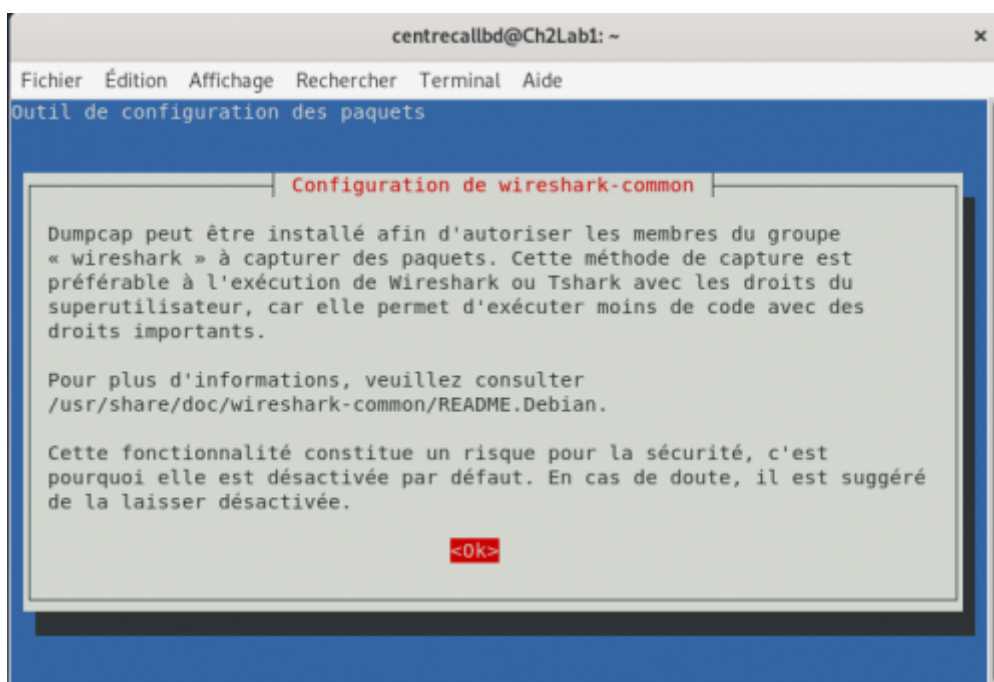 centrecallbd@Ch2Lab1: ~ ×
Fichier Édition Affichage Rechercher Terminal Aide
Outil de configuration des paquets
Configuration de wireshark-common
Dumpcap peut être installé afin d'autoriser les membres du groupe
« wireshark » à capturer des paquets. Cette méthode de capture est
préférable à l'exécution de Wireshark ou Tshark avec les droits du
superutilisateur, car elle permet d'exécuter moins de code avec des
droits importants.
Pour plus d'informations, veuillez consulter
/usr/share/doc/wireshark-common/README.Debian.
Cette fonctionnalité constitue un risque pour la sécurité, c'est
pourquoi elle est désactivée par défaut. En cas de doute, il est suggéré
de la laisser désactivée.
<Ok>